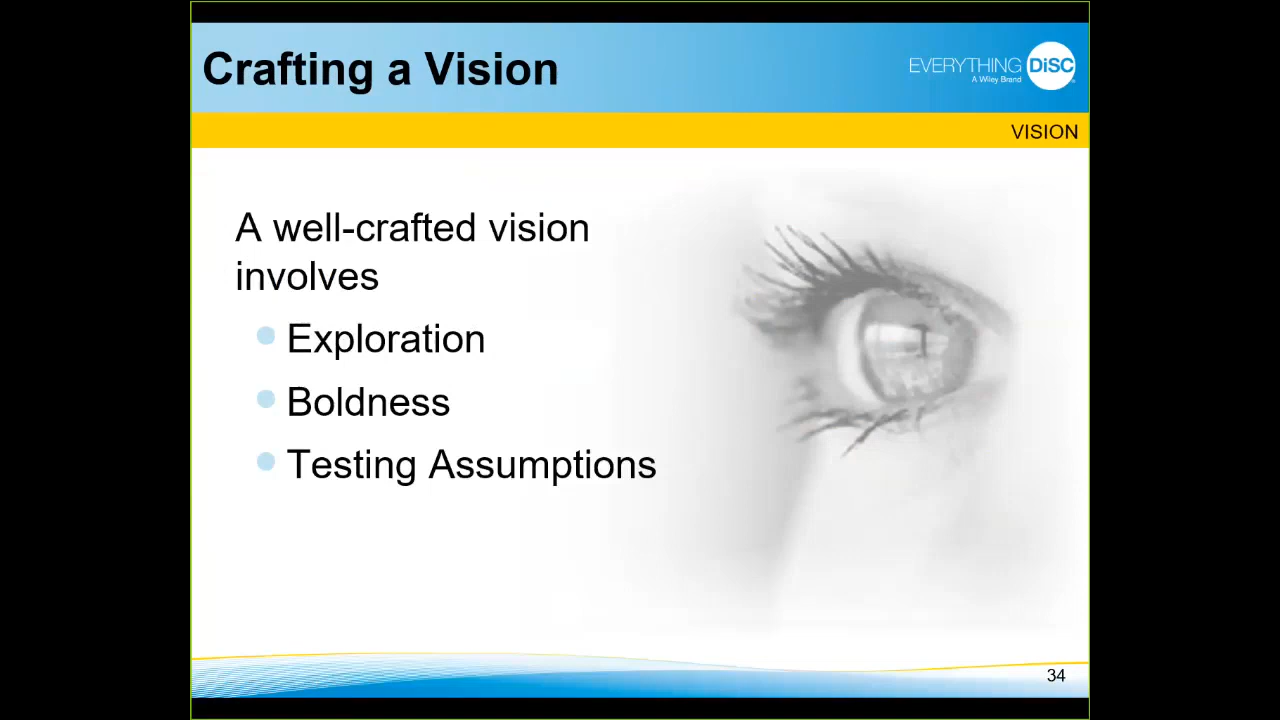 Crafting a Vision
EVERYTHING DiSC
A Wiley Brand
VISION
A well-crafted vision
involves
Exploration
Boldness
Testing Assumptions
34